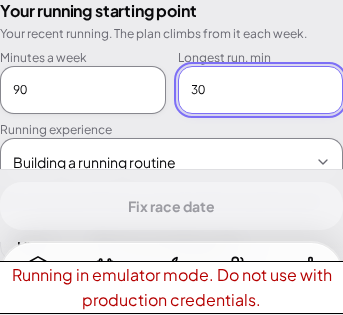 Your running starting point
Your recent running. The plan climbs from it each week.
Minutes a week
Longest run, min
90
30
Running experience
Building a running routine
Fix race date
Running in emulator mode. Do not use with
production credentials.